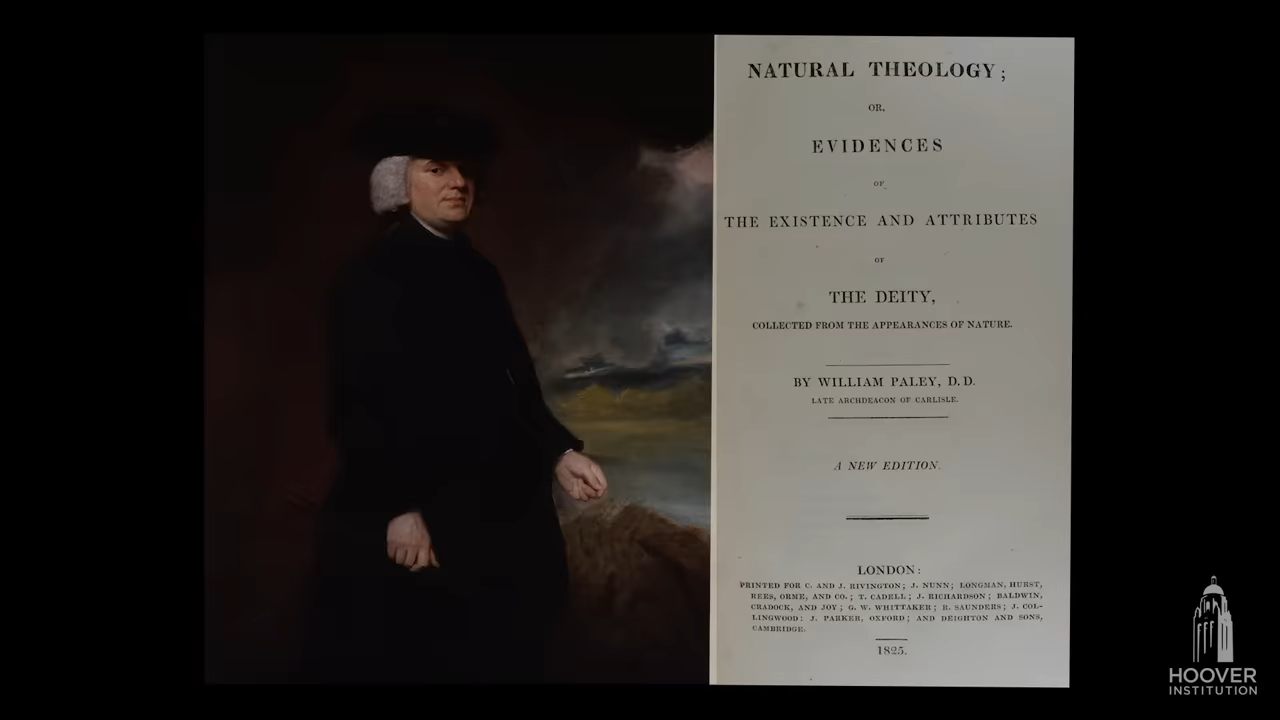 NATURAL THEOLOGY;
OR,
EVIDENCES
OF
THE EXISTENCE AND ATTRIBUTES
OF
THE DEITY,
COLLECTED FROM THE APPEARANCES OF NATURE.
BY WILLIAM PALEY, D.D.
LATE ARCHDEACON OF CARLISLE.
A NEW EDITION.
LONDON:
PRINTED FOR C. AND J. RIVINGTON; J. NUNN; LONGMAN, HURST,
REES, ORME, AND CO.; T. CADELL; J. RICHARDSON; BALDWIN,
CRADOCK, AND JOY; G. W. WHITTAKER; R. SAUNDERS; J. COL-
LINGWOOD; J. PARKER, OXFORD; AND DEIGHTON AND SONS,
CAMBRIDGE.
1825.
HOOVER
INSTITUTION